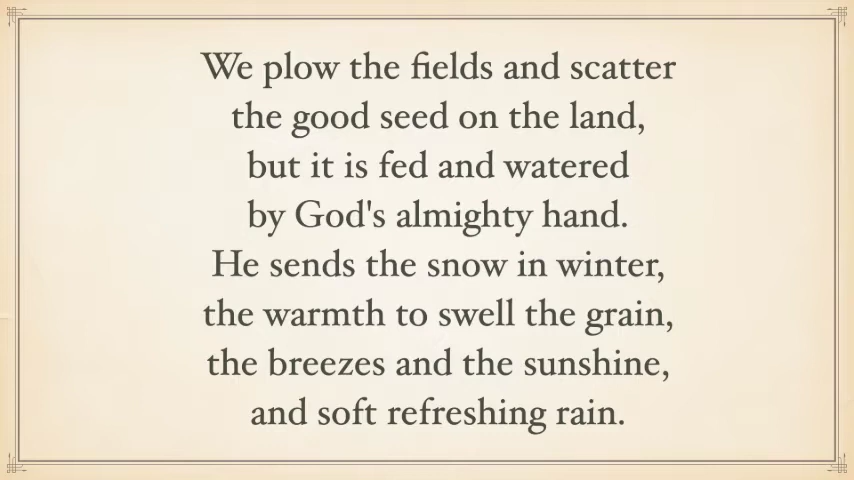 We plow the fields and scatter
the good seed on the land,
but it is fed and watered
by God's almighty hand.
He sends the snow in winter,
the warmth to swell the grain,
the breezes and the sunshine,
and soft refreshing rain.